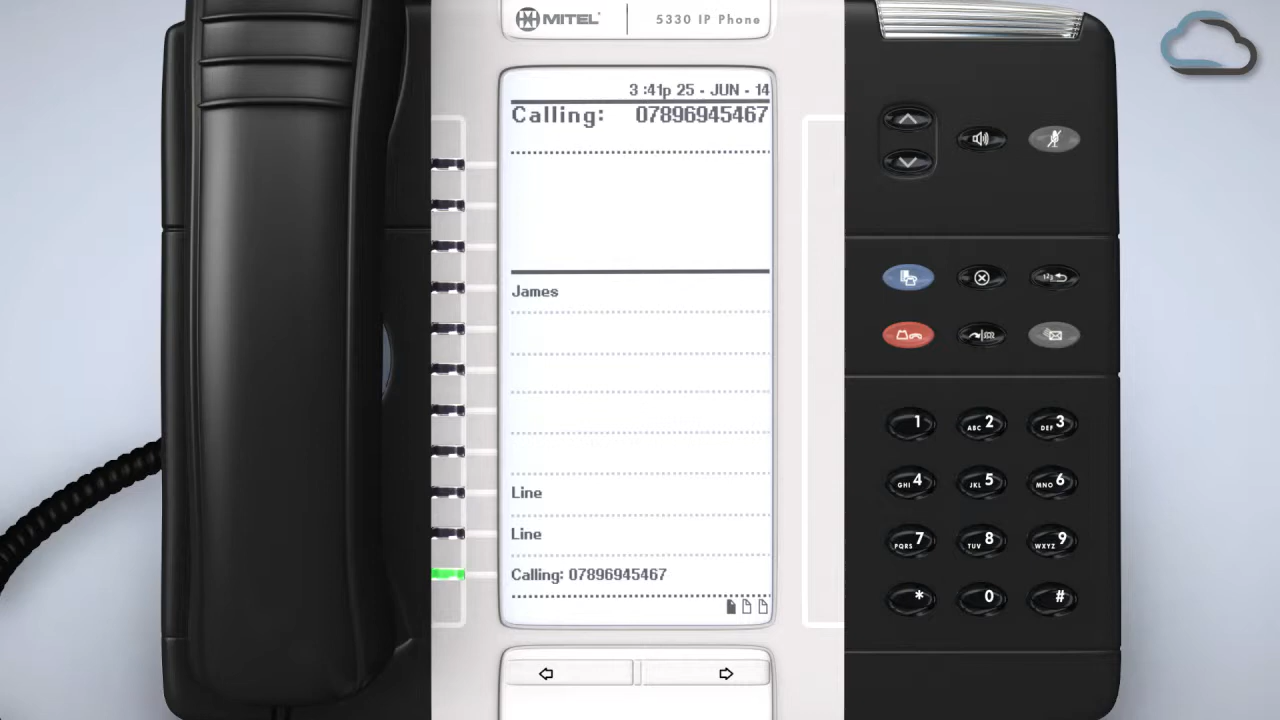 MITEL® 5330 IP Phone
3 :41p 25 - JUN - 14
Calling: 07896945467
James
Line
Line
Calling: 07896945467
1 ABC 2 DEF 3
GHI 4 JKL 5 MNO 6
PQRS 7 TUV 8 WXYZ 9
* 0 #